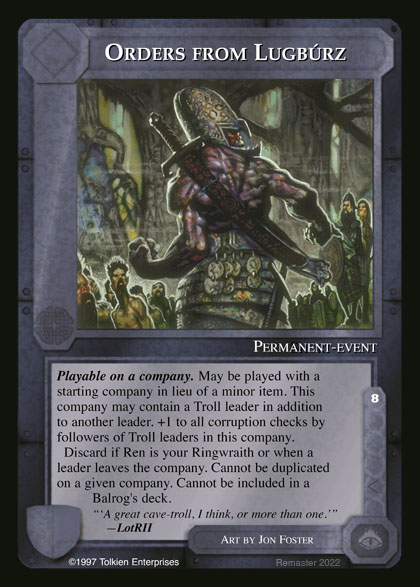 ORDERS FROM LUGBÚRZ
PERMANENT-EVENT
Playable on a company. May be played with a
starting company in lieu of a minor item. This
company may contain a Troll leader in addition
to another leader. +1 to all corruption checks by
followers of Troll leaders in this company.
Discard if Ren is your Ringwraith or when a
leader leaves the company. Cannot be duplicated
on a given company. Cannot be included in a
Balrog's deck.
"'A great cave-troll, I think, or more than one.'"
—LotRII
8
ART BY JON FOSTER
©1997 Tolkien Enterprises
Remaster 2022